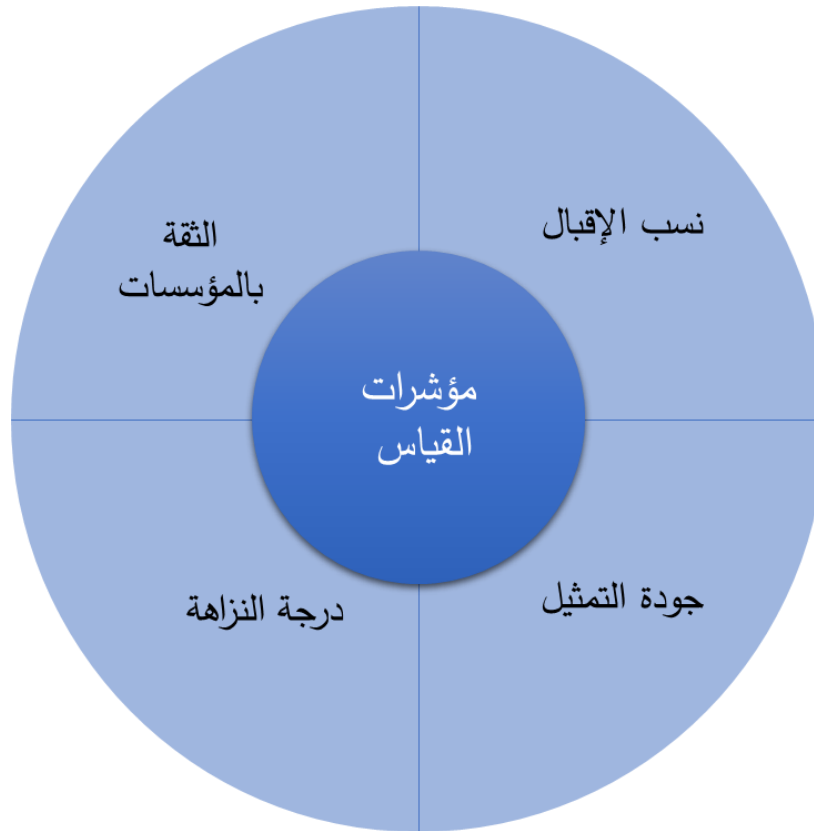 نسب الإقبال
الثقة
بالمؤسسات
مؤشرات
القياس
جودة التمثيل
درجة النزاهة